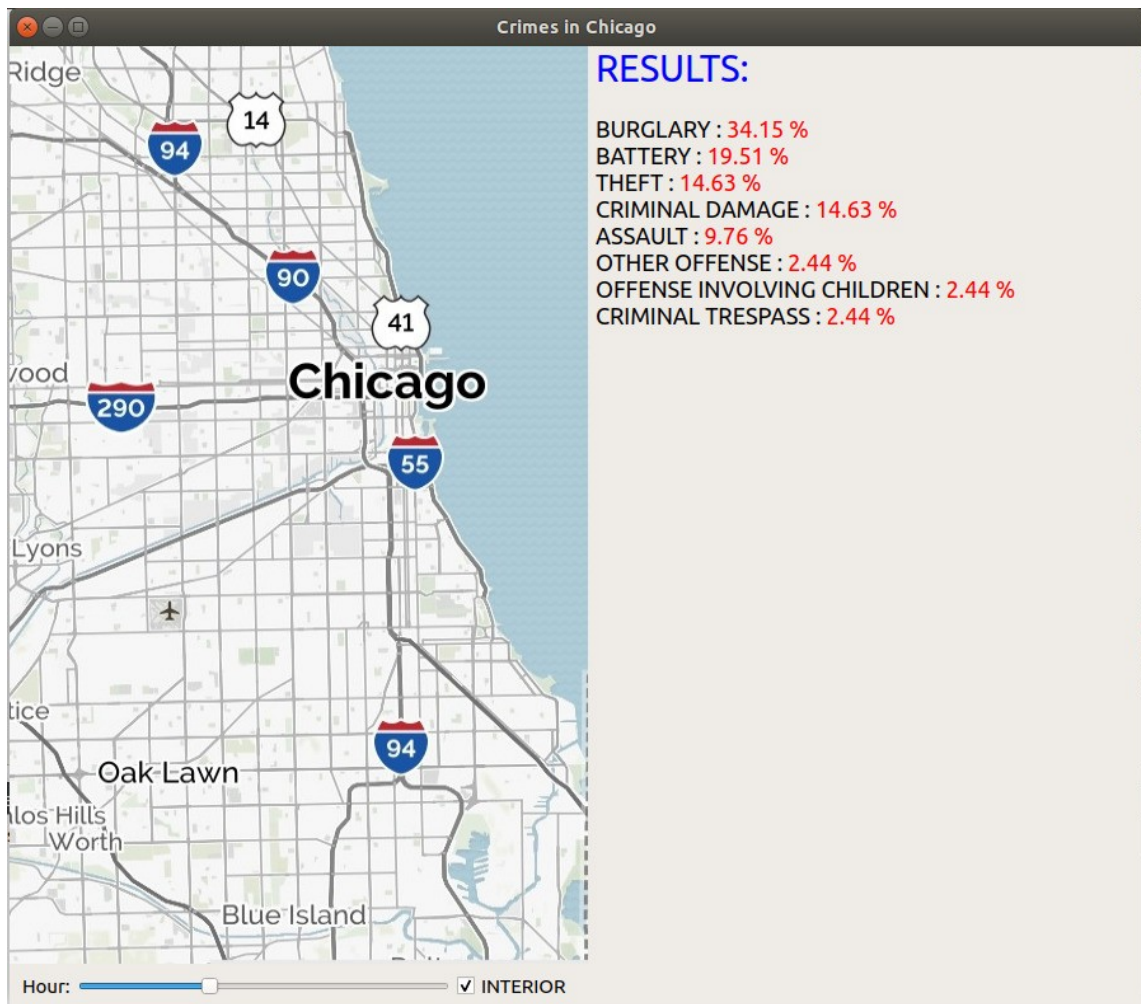 Crimes in Chicago
RESULTS:
BURGLARY : 34.15 %
BATTERY : 19.51 %
THEFT : 14.63 %
CRIMINAL DAMAGE : 14.63 %
ASSAULT : 9.76 %
OTHER OFFENSE : 2.44 %
OFFENSE INVOLVING CHILDREN : 2.44 %
CRIMINAL TRESPASS : 2.44 %
Ridge
14
94
90
41
Chicago
290
55
Lyons
94
Oak Lawn
Hills
Worth
Blue Island
Hour:
INTERIOR